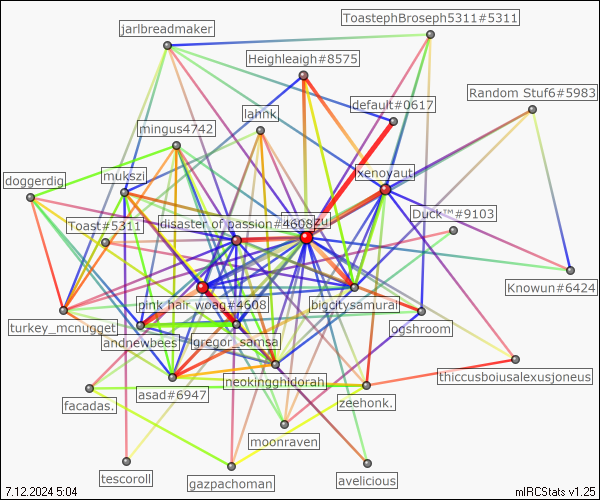 ToastephBroseph5311#5311
jarlbreadmaker
Heighleaigh#8575
Random Stuf6#5983
default#0617
lahnk
mingus4742
xenoyaut
doggerdig
mukszi
Duck™#9103
Toast#5311
disaster of passion#4608
zu
Knowun#6424
pink hair woag#4608
bigcitysamurai
turkey_mcnugget
andnewbees
gregor_samsa
ogshroom
thiccusboiusalexusjoneus
neokingghidorah
asad#6947
zeehonk.
facadas.
moonraven
tescoroll
avelicious
gazpachoman
7.12.2024 5:04
mIRCStats v1.25